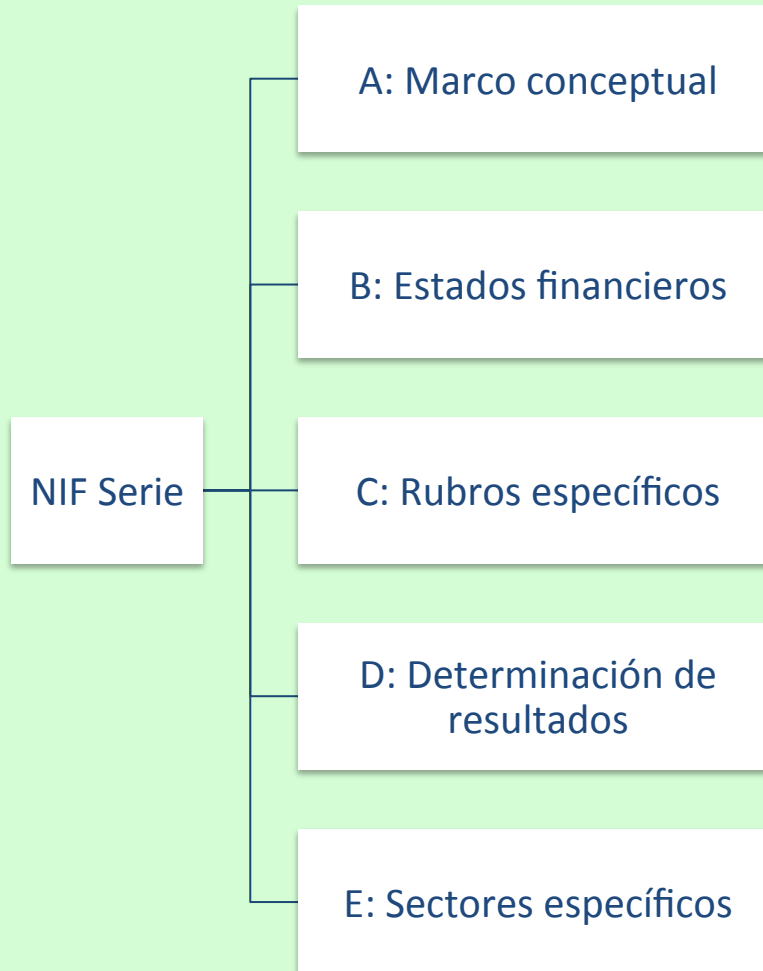 A: Marco conceptual
B: Estados financieros
NIF Serie
C: Rubros específicos
D: Determinación de
resultados
E: Sectores específicos